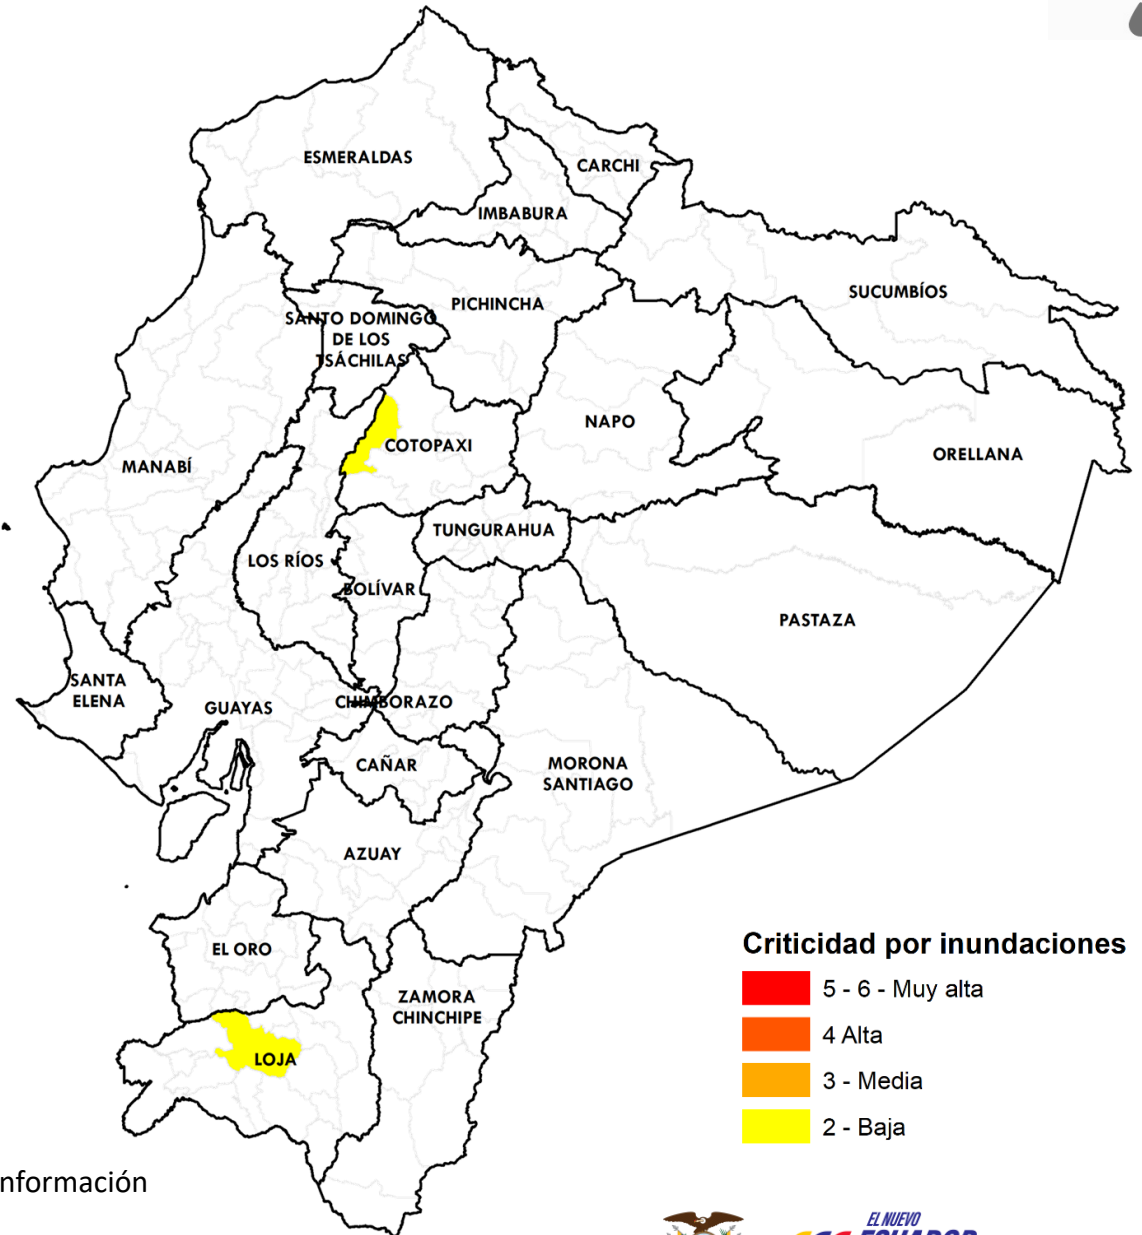 ESMERALDAS
CARCHI
IMBABURA
SUCUMBÍOS
PICHINCHA
SANTO DOMINGO
DE LOS
TSÁCHILAS
NAPO
COTOPAXI
ORELLANA
MANABÍ
TUNGURAHUA
LOS RÍOS
BOLÍVAR
PASTAZA
SANTA
ELENA
GUAYAS
CHIMBORAZO
CAÑAR
MORONA
SANTIAGO
AZUAY
EL ORO
ZAMORA
CHINCHIPE
LOJA
Criticidad por inundaciones
5 - 6 - Muy alta
4 Alta
3 - Media
2 - Baja
nformación
EL NUEVO
ECUADOR